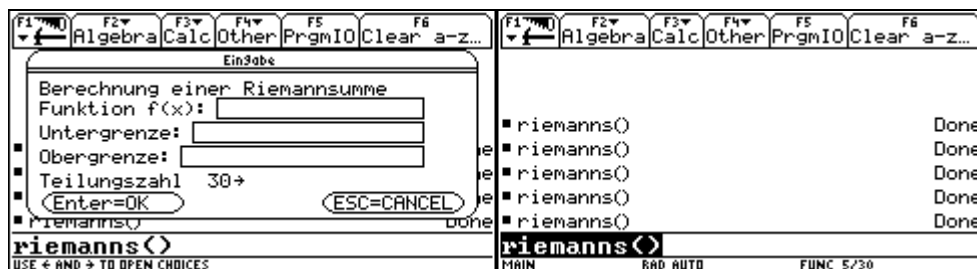 F1 F2 F3 F4 F5 F6
Algebra Calc Other PrgmIO Clear a-z…
Eingabe
Berechnung einer Riemannsumme
Funktion f(x):
Untergrenze:
Obergrenze:
Teilungszahl 30→
Enter=OK ESC=CANCEL
riemanns() Done
riemanns()
USE ← AND → TO OPEN CHOICES
F1 F2 F3 F4 F5 F6
Algebra Calc Other PrgmIO Clear a-z…
riemanns() Done
riemanns() Done
riemanns() Done
riemanns() Done
riemanns() Done
riemanns()
MAIN RAD AUTO FUNC 5/30